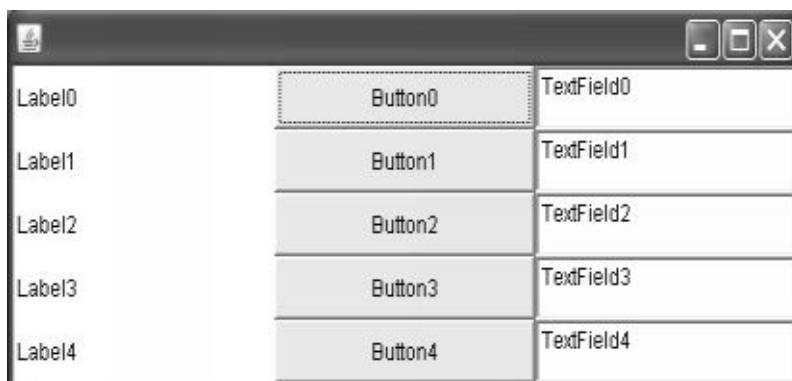 Label0 Button0 TextField0
Label1 Button1 TextField1
Label2 Button2 TextField2
Label3 Button3 TextField3
Label4 Button4 TextField4